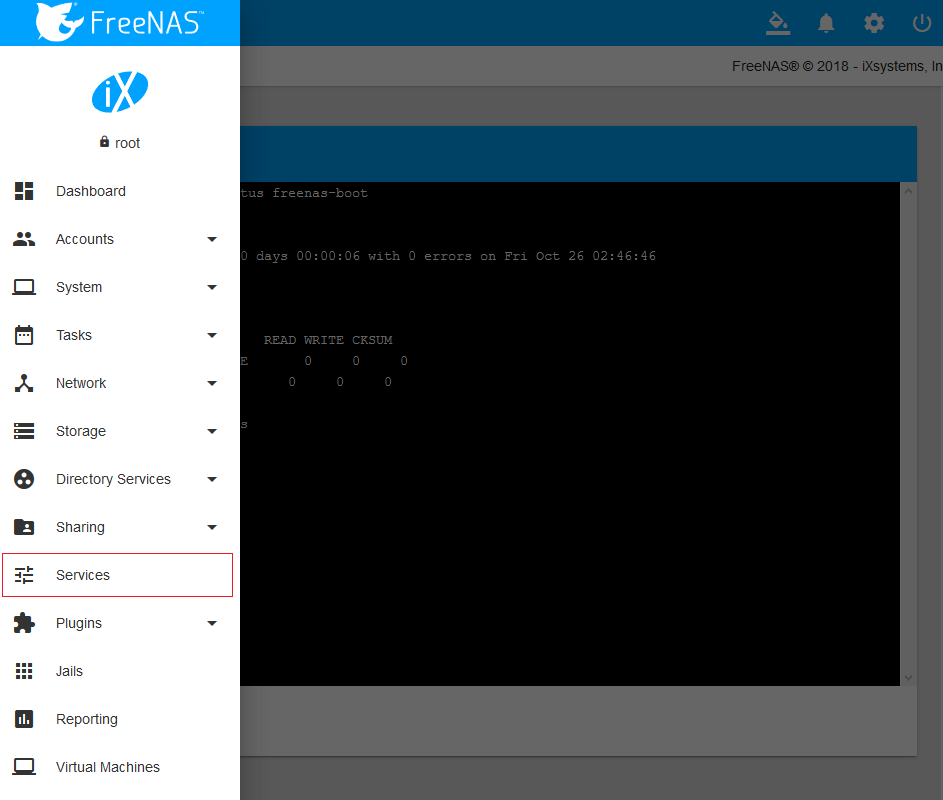 FreeNAS™
FreeNAS® © 2018 - iXsystems, In
iX
root
Dashboard
Accounts
System
Tasks
Network
Storage
Directory Services
Sharing
Services
Plugins
Jails
Reporting
Virtual Machines
tus freenas-boot
0 days 00:00:06 with 0 errors on Fri Oct 26 02:46:46
READ WRITE CKSUM
E 0 0 0
0 0 0
s